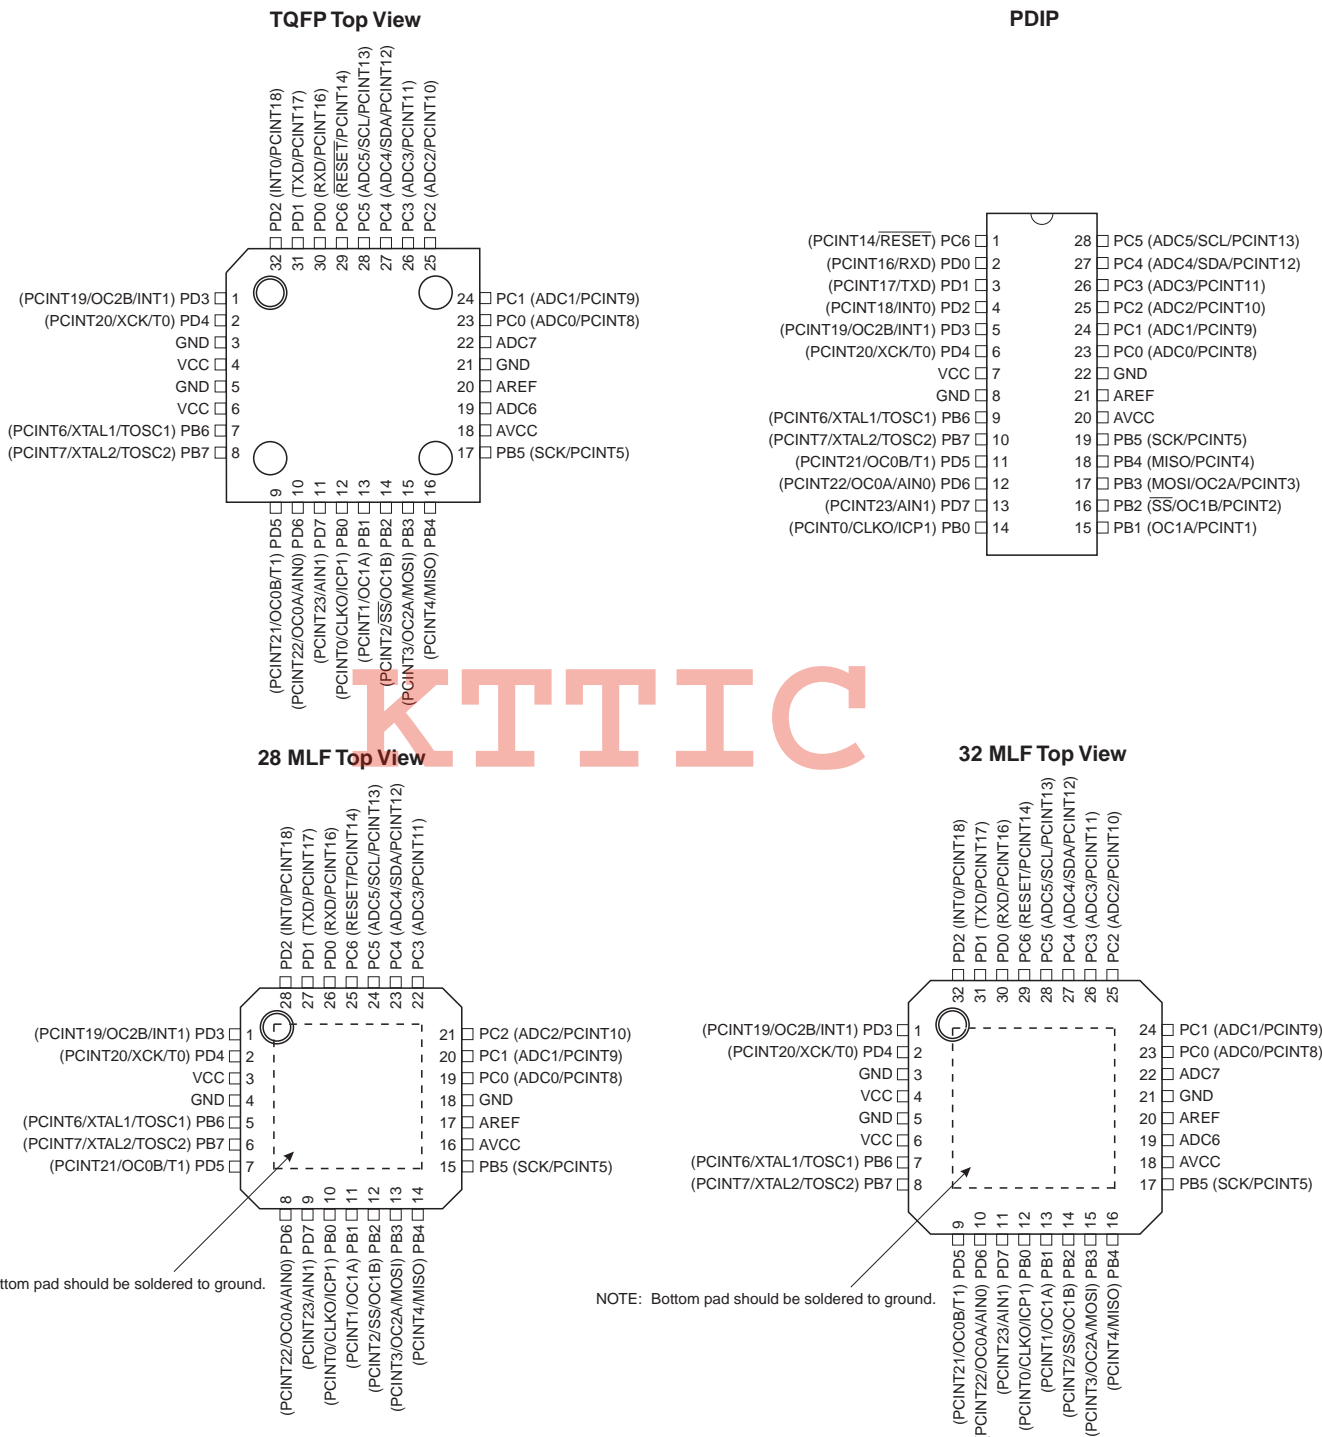 TQFP Top View
PD2 (INT0/PCINT18)
PD1 (TXD/PCINT17)
PD0 (RXD/PCINT16)
PC6 (RESET/PCINT14)
PC5 (ADC5/SCL/PCINT13)
PC4 (ADC4/SDA/PCINT12)
PC3 (ADC3/PCINT11)
PC2 (ADC2/PCINT10)
32 31 30 29 28 27 26 25
(PCINT19/OC2B/INT1) PD3 1
(PCINT20/XCK/T0) PD4 2
GND 3
VCC 4
GND 5
VCC 6
(PCINT6/XTAL1/TOSC1) PB6 7
(PCINT7/XTAL2/TOSC2) PB7 8
24 PC1 (ADC1/PCINT9)
23 PC0 (ADC0/PCINT8)
22 ADC7
21 GND
20 AREF
19 ADC6
18 AVCC
17 PB5 (SCK/PCINT5)
9 10 11 12 13 14 15 16
(PCINT21/OC0B/T1) PD5
(PCINT22/OC0A/AIN0) PD6
(PCINT23/AIN1) PD7
(PCINT0/CLKO/ICP1) PB0
(PCINT1/OC1A) PB1
(PCINT2/SS/OC1B) PB2
(PCINT3/OC2A/MOSI) PB3
(PCINT4/MISO) PB4
PDIP
(PCINT14/RESET) PC6 1
(PCINT16/RXD) PD0 2
(PCINT17/TXD) PD1 3
(PCINT18/INT0) PD2 4
(PCINT19/OC2B/INT1) PD3 5
(PCINT20/XCK/T0) PD4 6
VCC 7
GND 8
(PCINT6/XTAL1/TOSC1) PB6 9
(PCINT7/XTAL2/TOSC2) PB7 10
(PCINT21/OC0B/T1) PD5 11
(PCINT22/OC0A/AIN0) PD6 12
(PCINT23/AIN1) PD7 13
(PCINT0/CLKO/ICP1) PB0 14
28 PC5 (ADC5/SCL/PCINT13)
27 PC4 (ADC4/SDA/PCINT12)
26 PC3 (ADC3/PCINT11)
25 PC2 (ADC2/PCINT10)
24 PC1 (ADC1/PCINT9)
23 PC0 (ADC0/PCINT8)
22 GND
21 AREF
20 AVCC
19 PB5 (SCK/PCINT5)
18 PB4 (MISO/PCINT4)
17 PB3 (MOSI/OC2A/PCINT3)
16 PB2 (SS/OC1B/PCINT2)
15 PB1 (OC1A/PCINT1)
KTTIC
28 MLF Top View
PD2 (INT0/PCINT18)
PD1 (TXD/PCINT17)
PD0 (RXD/PCINT16)
PC6 (RESET/PCINT14)
PC5 (ADC5/SCL/PCINT13)
PC4 (ADC4/SDA/PCINT12)
PC3 (ADC3/PCINT11)
28 27 26 25 24 23 22
(PCINT19/OC2B/INT1) PD3 1
(PCINT20/XCK/T0) PD4 2
VCC 3
GND 4
(PCINT6/XTAL1/TOSC1) PB6 5
(PCINT7/XTAL2/TOSC2) PB7 6
(PCINT21/OC0B/T1) PD5 7
21 PC2 (ADC2/PCINT10)
20 PC1 (ADC1/PCINT9)
19 PC0 (ADC0/PCINT8)
18 GND
17 AREF
16 AVCC
15 PB5 (SCK/PCINT5)
8 9 10 11 12 13 14
(PCINT22/OC0A/AIN0) PD6
(PCINT23/AIN1) PD7
(PCINT0/CLKO/ICP1) PB0
(PCINT1/OC1A) PB1
(PCINT2/SS/OC1B) PB2
(PCINT3/OC2A/MOSI) PB3
(PCINT4/MISO) PB4
pad should be soldered to ground.
32 MLF Top View
PD2 (INT0/PCINT18)
PD1 (TXD/PCINT17)
PD0 (RXD/PCINT16)
PC6 (RESET/PCINT14)
PC5 (ADC5/SCL/PCINT13)
PC4 (ADC4/SDA/PCINT12)
PC3 (ADC3/PCINT11)
PC2 (ADC2/PCINT10)
32 31 30 29 28 27 26 25
(PCINT19/OC2B/INT1) PD3 1
(PCINT20/XCK/T0) PD4 2
GND 3
VCC 4
GND 5
VCC 6
(PCINT6/XTAL1/TOSC1) PB6 7
(PCINT7/XTAL2/TOSC2) PB7 8
24 PC1 (ADC1/PCINT9)
23 PC0 (ADC0/PCINT8)
22 ADC7
21 GND
20 AREF
19 ADC6
18 AVCC
17 PB5 (SCK/PCINT5)
9 10 11 12 13 14 15 16
(PCINT21/OC0B/T1) PD5
(PCINT22/OC0A/AIN0) PD6
(PCINT23/AIN1) PD7
(PCINT0/CLKO/ICP1) PB0
(PCINT1/OC1A) PB1
(PCINT2/SS/OC1B) PB2
(PCINT3/OC2A/MOSI) PB3
(PCINT4/MISO) PB4
NOTE: Bottom pad should be soldered to ground.